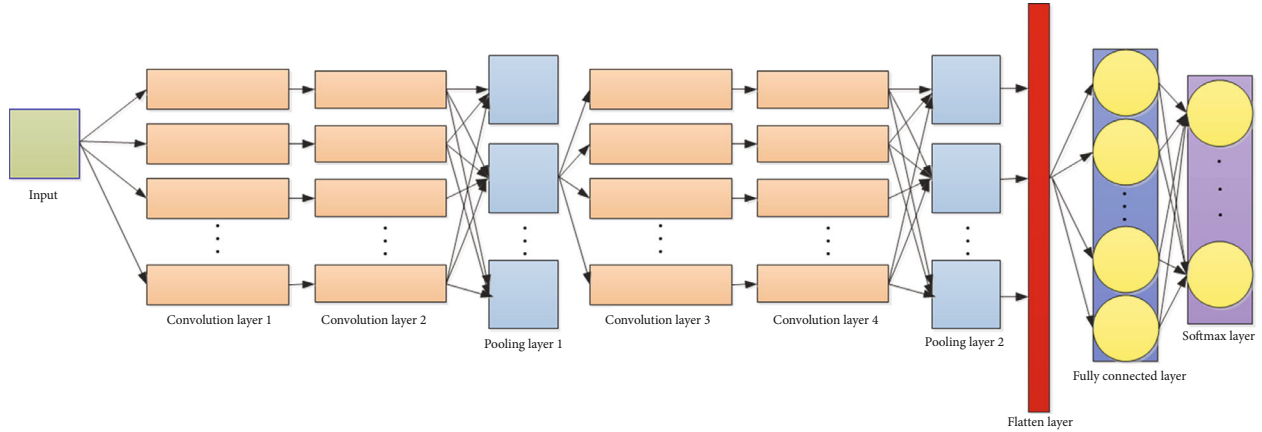 Input
Convolution layer 1
Convolution layer 2
Pooling layer 1
Convolution layer 3
Convolution layer 4
Pooling layer 2
Flatten layer
Fully connected layer
Softmax layer